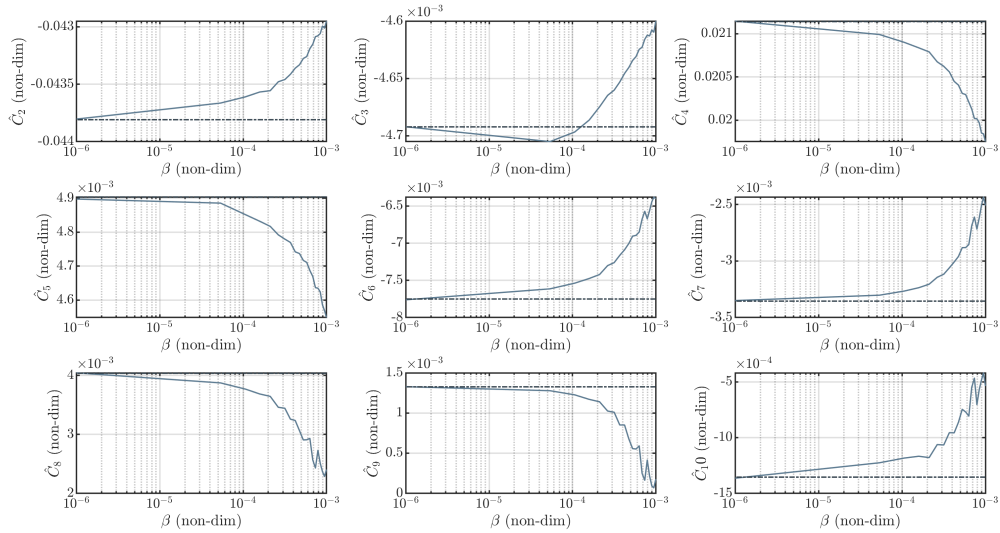 -0.043
-0.0435
-0.044
Ĉ₂ (non-dim)
10⁻⁶ 10⁻⁵ 10⁻⁴ 10⁻³
β (non-dim)
×10⁻³
-4.6
-4.65
-4.7
Ĉ₃ (non-dim)
10⁻⁶ 10⁻⁵ 10⁻⁴ 10⁻³
β (non-dim)
0.021
0.0205
0.02
Ĉ₄ (non-dim)
10⁻⁶ 10⁻⁵ 10⁻⁴ 10⁻³
β (non-dim)
×10⁻³
4.9
4.8
4.7
4.6
Ĉ₅ (non-dim)
10⁻⁶ 10⁻⁵ 10⁻⁴ 10⁻³
β (non-dim)
×10⁻³
-6.5
-7
-7.5
-8
Ĉ₆ (non-dim)
10⁻⁶ 10⁻⁵ 10⁻⁴ 10⁻³
β (non-dim)
×10⁻³
-2.5
-3
-3.5
Ĉ₇ (non-dim)
10⁻⁶ 10⁻⁵ 10⁻⁴ 10⁻³
β (non-dim)
×10⁻³
4
3
2
Ĉ₈ (non-dim)
10⁻⁶ 10⁻⁵ 10⁻⁴ 10⁻³
β (non-dim)
×10⁻³
1.5
1
0.5
0
Ĉ₉ (non-dim)
10⁻⁶ 10⁻⁵ 10⁻⁴ 10⁻³
β (non-dim)
×10⁻⁴
-5
-10
-15
Ĉ₁0 (non-dim)
10⁻⁶ 10⁻⁵ 10⁻⁴ 10⁻³
β (non-dim)